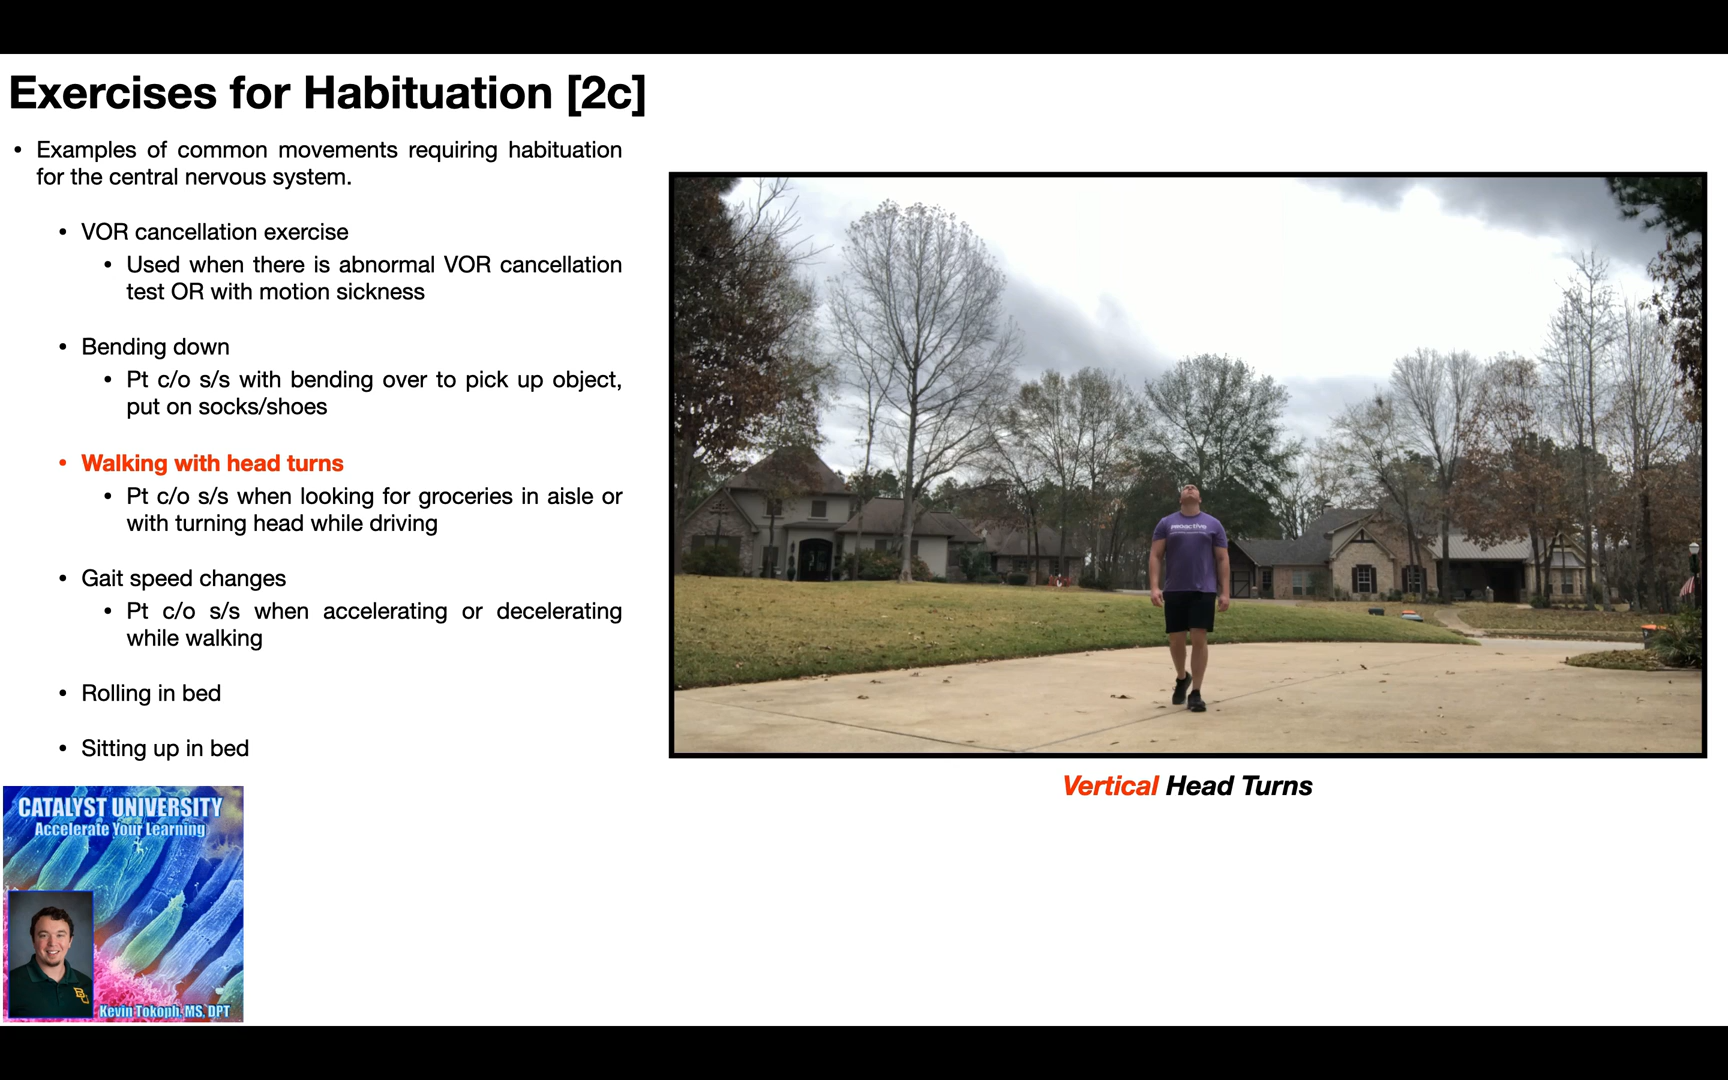 Exercises for Habituation [2c]
• Examples of common movements requiring habituation
for the central nervous system.
• VOR cancellation exercise
• Used when there is abnormal VOR cancellation
test OR with motion sickness
• Bending down
• Pt c/o s/s with bending over to pick up object,
put on socks/shoes
• Walking with head turns
• Pt c/o s/s when looking for groceries in aisle or
with turning head while driving
• Gait speed changes
• Pt c/o s/s when accelerating or decelerating
while walking
• Rolling in bed
• Sitting up in bed
proactive
Vertical Head Turns
CATALYST UNIVERSITY
Accelerate Your Learning
Kevin Tokoph, MS, DPT